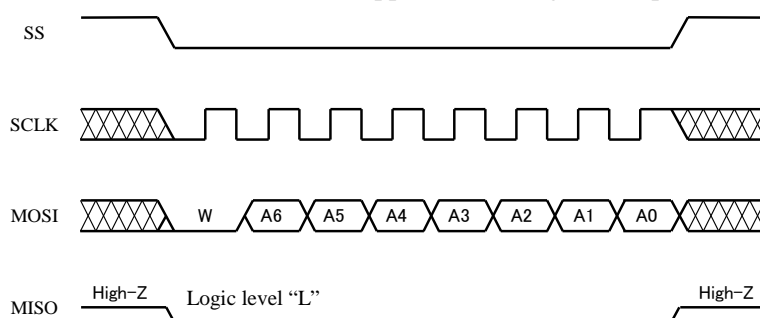 SS
SCLK
MOSI W A6 A5 A4 A3 A2 A1 A0
MISO High-Z Logic level “L” High-Z